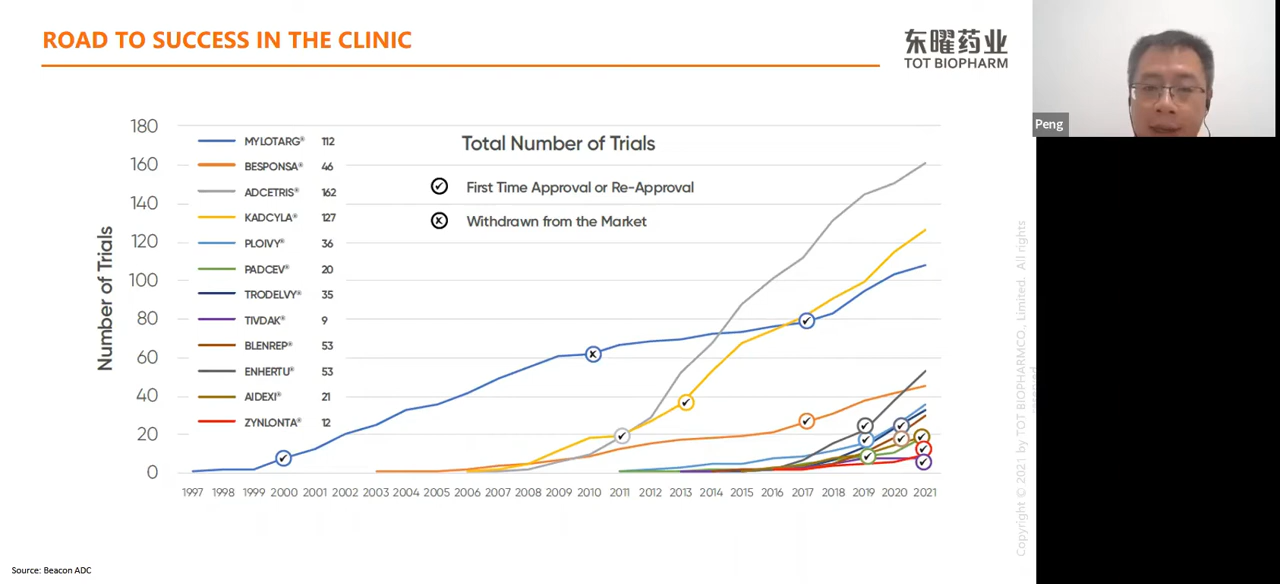 ROAD TO SUCCESS IN THE CLINIC
东曜药业
TOT BIOPHARM
Peng
Total Number of Trials
First Time Approval or Re-Approval
Withdrawn from the Market
MYLOTARG® 112
BESPONSA® 46
ADCETRIS® 162
KADCYLA® 127
PLOIVY® 36
PADCEV® 20
TRODELVY® 35
TIVDAK® 9
BLENREP® 53
ENHERTU® 53
AIDEXI® 21
ZYNLONTA® 12
Number of Trials
180
160
140
120
100
80
60
40
20
0
1997 1998 1999 2000 2001 2002 2003 2004 2005 2006 2007 2008 2009 2010 2011 2012 2013 2014 2015 2016 2017 2018 2019 2020 2021
Copyright © 2021 by TOT BIOPHARMCO., Limited. All rights
reserved
Source: Beacon ADC